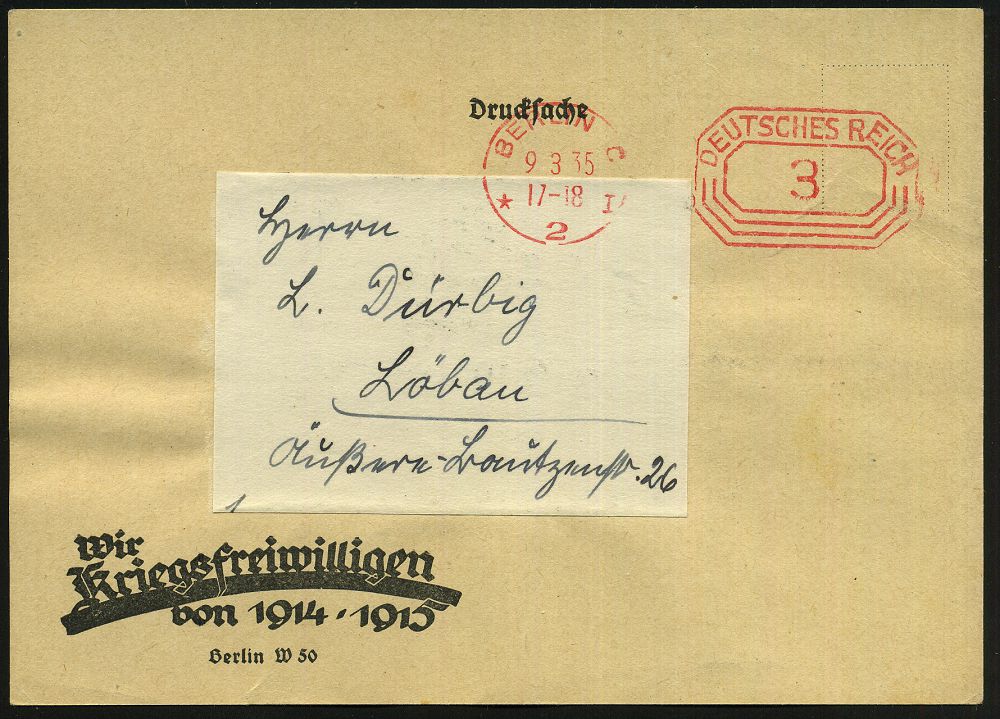 Drucksache
BERLIN C
9 3 35
17-18
2
DEUTSCHES REICH
3
Herrn
L. Dürbig
Löbau
Äußere-Bautzenstr. 26
Wir
Kriegsfreiwilligen
von 1914 · 1915
Berlin W 50